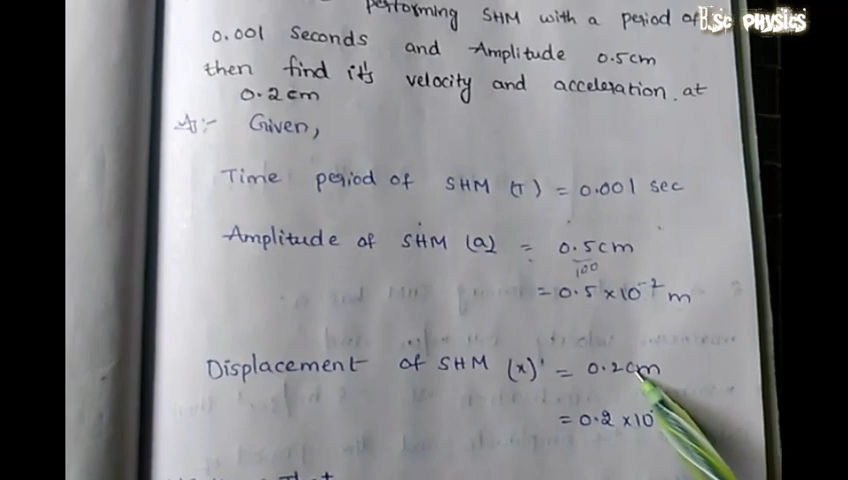 performing SHM with a period of
B.Sc PHYSICS
0.001 seconds and Amplitude 0.5cm
then find it's velocity and acceleration. at
0.2cm
A:- Given,
Time period of SHM (T) = 0.001 sec
Amplitude of SHM (a) = 0.5cm
100
= 0.5 × 10⁻² m
Displacement of SHM (x) = 0.2cm
= 0.2 × 10